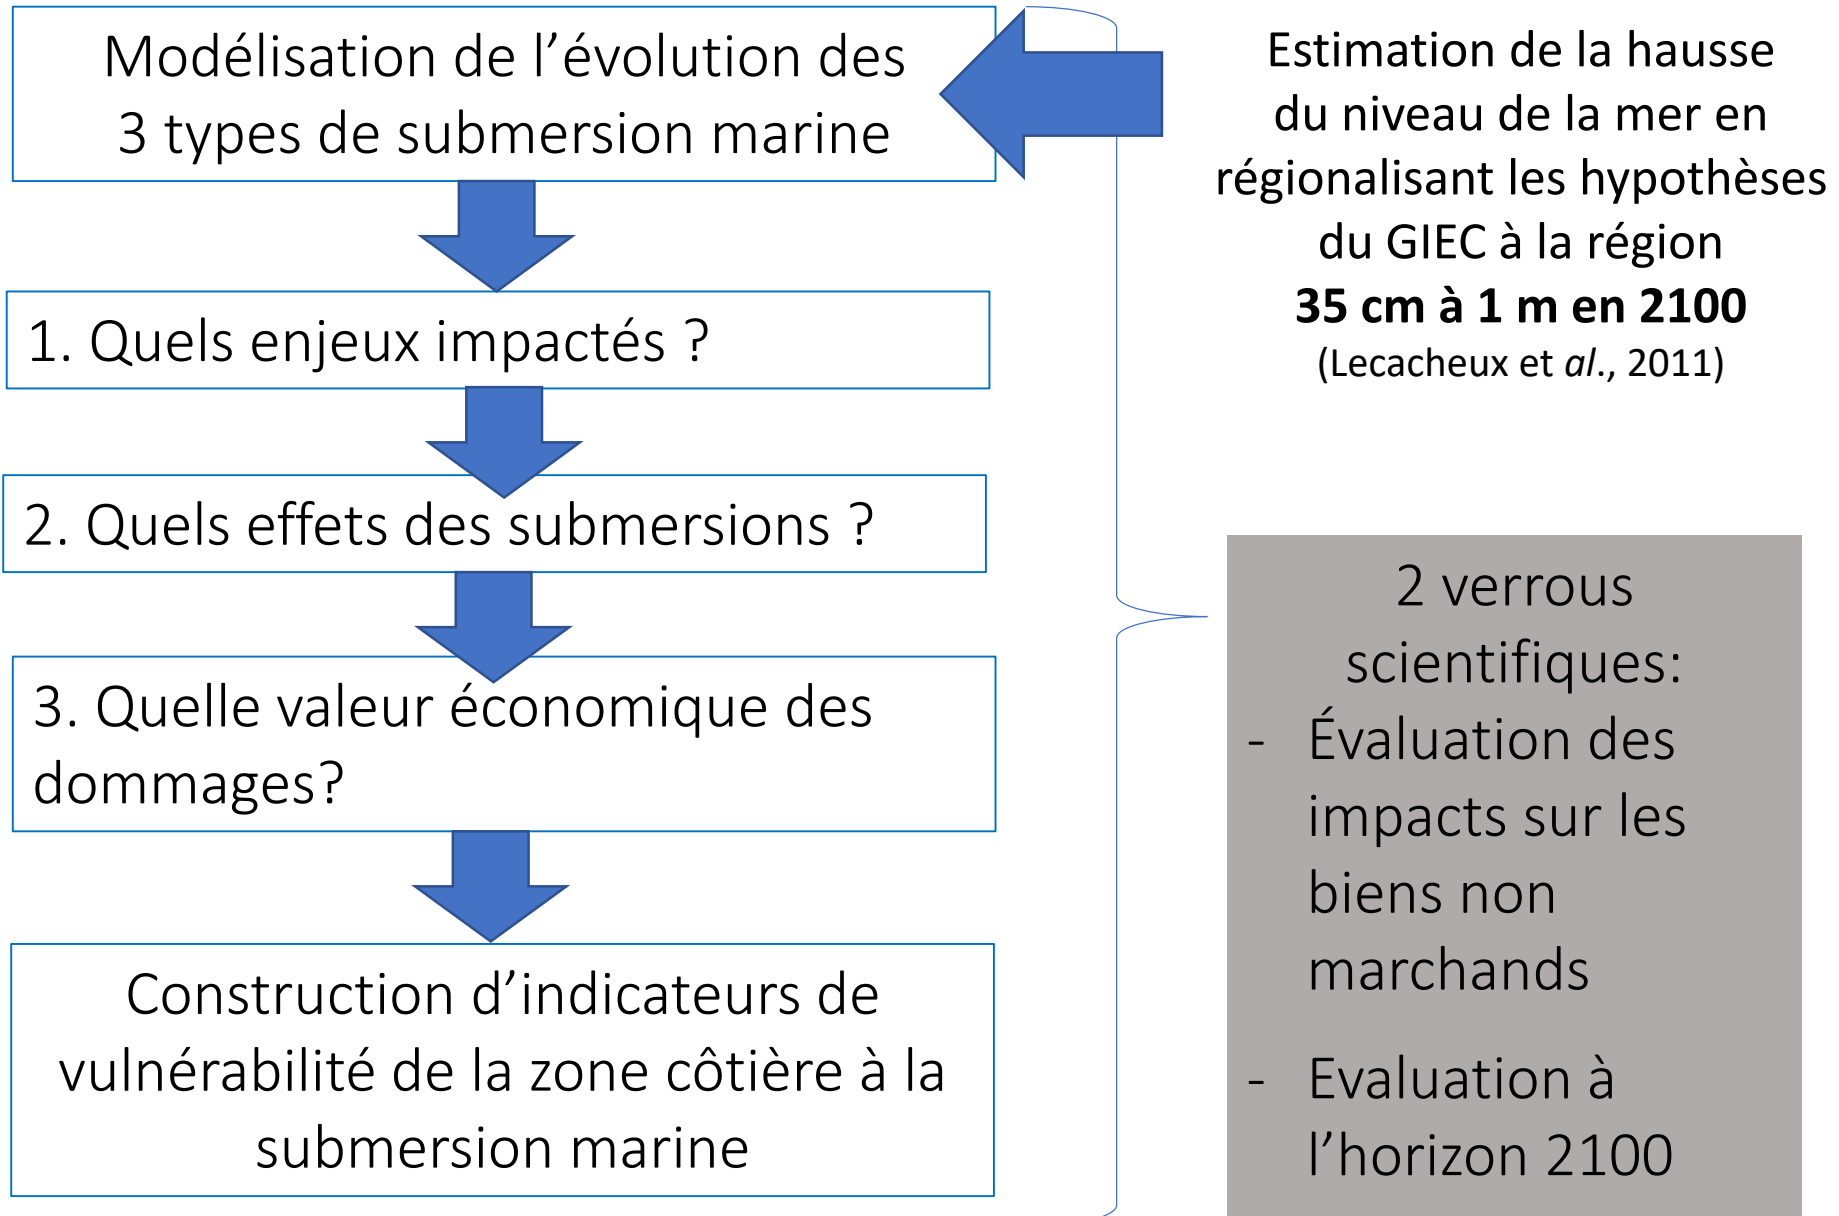 Modélisation de l’évolution des
3 types de submersion marine
1. Quels enjeux impactés ?
2. Quels effets des submersions ?
3. Quelle valeur économique des
dommages?
Construction d’indicateurs de
vulnérabilité de la zone côtière à la
submersion marine
Estimation de la hausse
du niveau de la mer en
régionalisant les hypothèses
du GIEC à la région
35 cm à 1 m en 2100
(Lecacheux et al., 2011)
2 verrous
scientifiques:
- Évaluation des
impacts sur les
biens non
marchands
- Evaluation à
l’horizon 2100